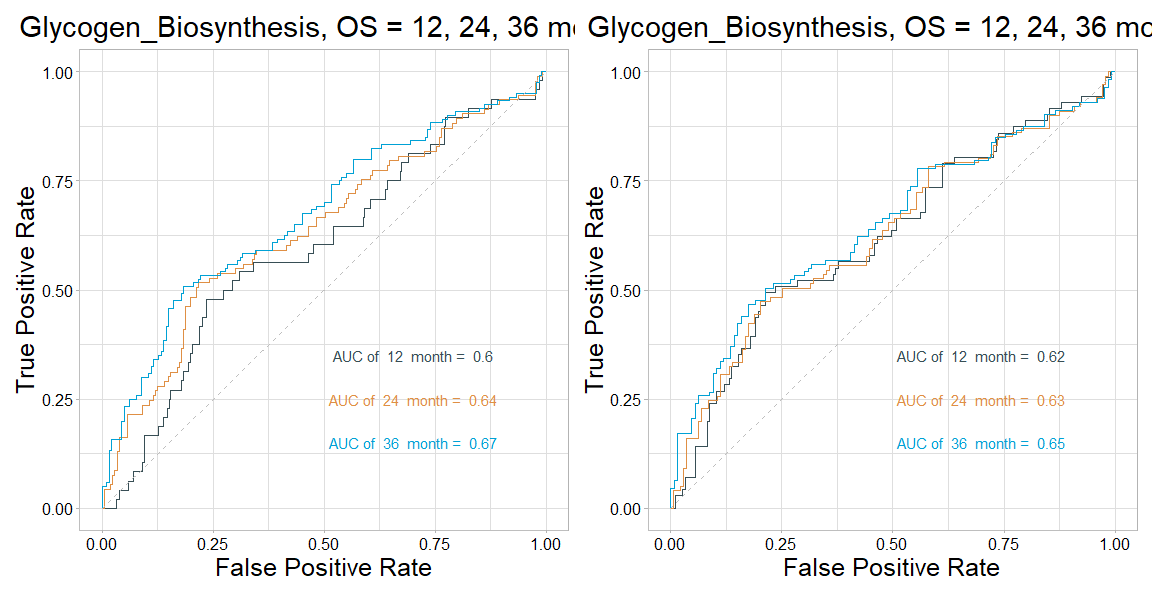 Glycogen_Biosynthesis, OS = 12, 24, 36 m
True Positive Rate
1.00
0.75
0.50
0.25
0.00
AUC of 12 month = 0.6
AUC of 24 month = 0.64
AUC of 36 month = 0.67
0.00 0.25 0.50 0.75 1.00
False Positive Rate
Glycogen_Biosynthesis, OS = 12, 24, 36 mo
True Positive Rate
1.00
0.75
0.50
0.25
0.00
AUC of 12 month = 0.62
AUC of 24 month = 0.63
AUC of 36 month = 0.65
0.00 0.25 0.50 0.75 1.00
False Positive Rate